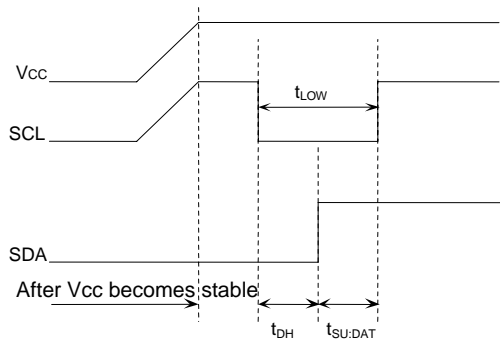 VCC
tLOW
SCL
SDA
After Vcc becomes stable
tDH
tSU:DAT